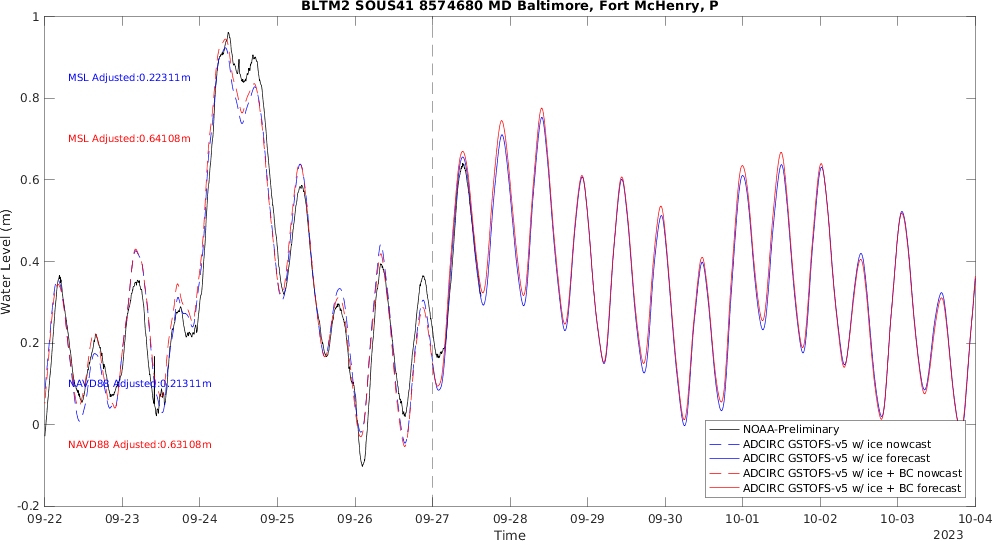 BLTM2 SOUS41 8574680 MD Baltimore, Fort McHenry, P
Water Level (m)
1
0.8
0.6
0.4
0.2
0
-0.2
MSL Adjusted:0.22311m
MSL Adjusted:0.64108m
NAVD88 Adjusted:0.21311m
NAVD88 Adjusted:0.63108m
NOAA-Preliminary
ADCIRC GSTOFS-v5 w/ ice nowcast
ADCIRC GSTOFS-v5 w/ ice forecast
ADCIRC GSTOFS-v5 w/ ice + BC nowcast
ADCIRC GSTOFS-v5 w/ ice + BC forecast
09-22 09-23 09-24 09-25 09-26 09-27 09-28 09-29 09-30 10-01 10-02 10-03 10-04
Time
2023